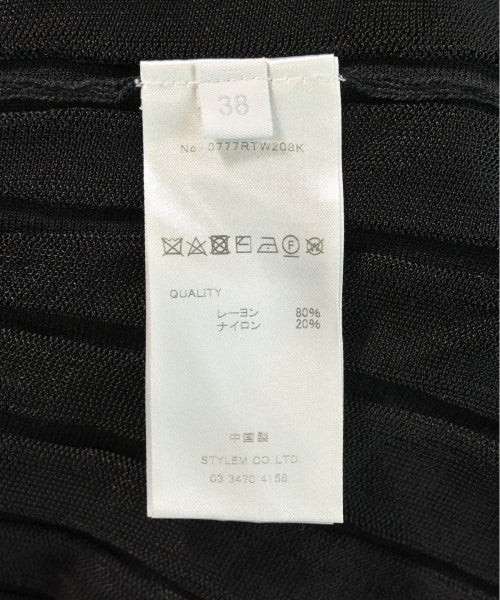 38
No. 0777RTW208K
QUALITY
レーヨン 80%
ナイロン 20%
中国製
STYLEM CO.,LTD.
03 3470 4158